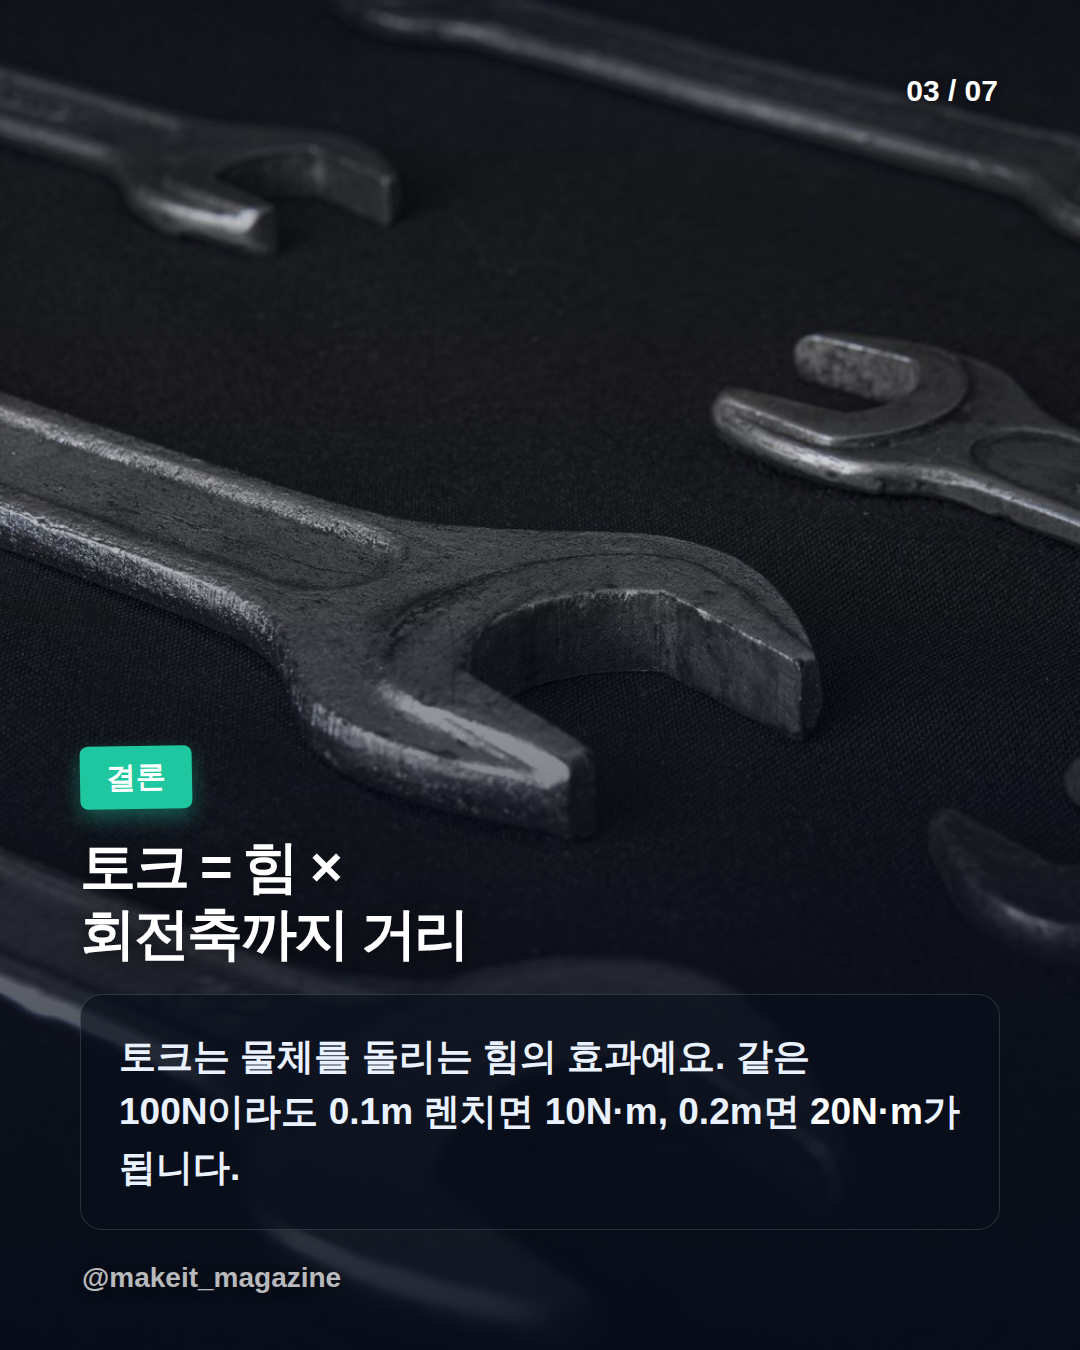 03 / 07
결론
토크 = 힘 ×
회전축까지 거리
토크는 물체를 돌리는 힘의 효과예요. 같은
100N이라도 0.1m 렌치면 10N·m, 0.2m면 20N·m가
됩니다.
@makeit_magazine